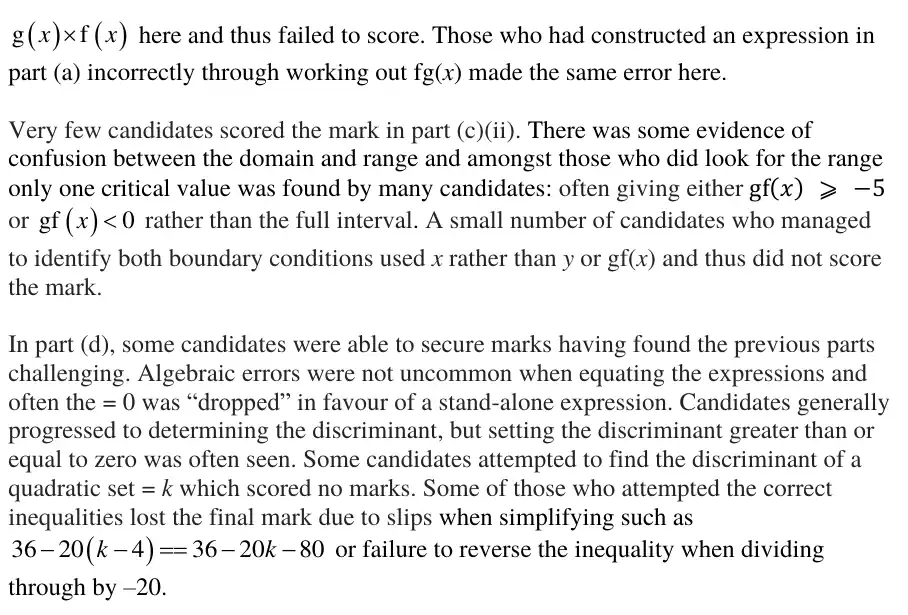 g(x)×f(x) here and thus failed to score. Those who had constructed an expression in
part (a) incorrectly through working out fg(x) made the same error here.
Very few candidates scored the mark in part (c)(ii). There was some evidence of
confusion between the domain and range and amongst those who did look for the range
only one critical value was found by many candidates: often giving either gf(x) ⩾ −5
or gf(x)<0 rather than the full interval. A small number of candidates who managed
to identify both boundary conditions used x rather than y or gf(x) and thus did not score
the mark.
In part (d), some candidates were able to secure marks having found the previous parts
challenging. Algebraic errors were not uncommon when equating the expressions and
often the = 0 was “dropped” in favour of a stand-alone expression. Candidates generally
progressed to determining the discriminant, but setting the discriminant greater than or
equal to zero was often seen. Some candidates attempted to find the discriminant of a
quadratic set = k which scored no marks. Some of those who attempted the correct
inequalities lost the final mark due to slips when simplifying such as
36−20(k−4)==36−20k−80 or failure to reverse the inequality when dividing
through by –20.